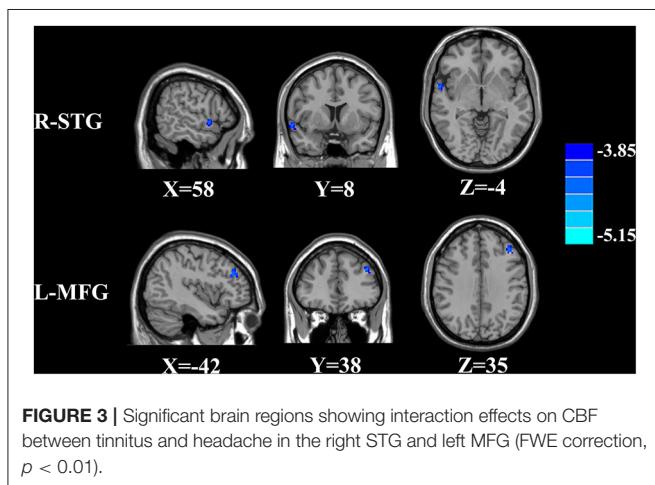 R-STG
X=58
Y=8
Z=-4
-3.85
-5.15
L-MFG
X=-42
Y=38
Z=35
FIGURE 3 | Significant brain regions showing interaction effects on CBF
between tinnitus and headache in the right STG and left MFG (FWE correction,
p < 0.01).